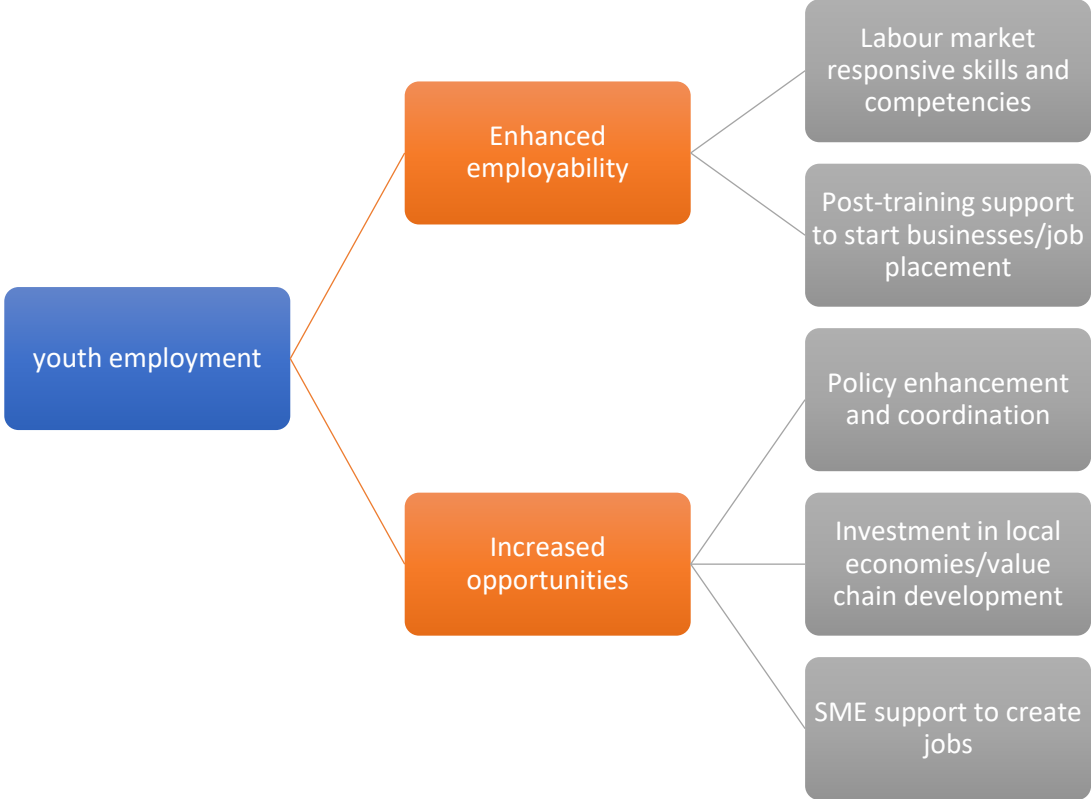 youth employment
Enhanced
employability
Labour market
responsive skills and
competencies
Post-training support
to start businesses/job
placement
Increased
opportunities
Policy enhancement
and coordination
Investment in local
economies/value
chain development
SME support to create
jobs